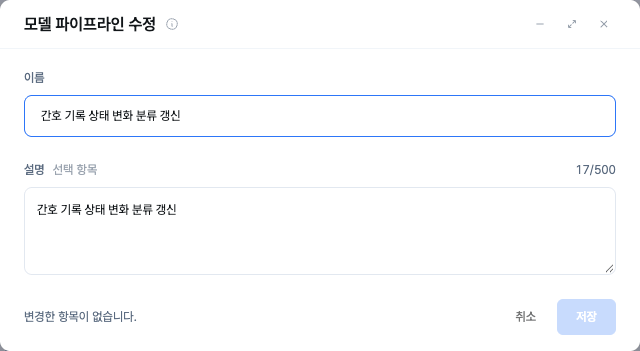 모델 파이프라인 수정
이름
간호 기록 상태 변화 분류 갱신
설명 선택 항목 17/500
간호 기록 상태 변화 분류 갱신
변경한 항목이 없습니다. 취소 저장